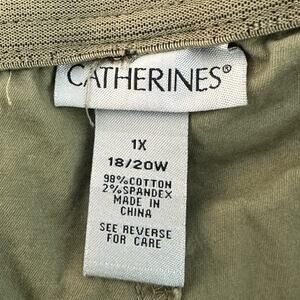 CATHERINES®
1X
18/20W
98%COTTON
2%SPANDEX
MADE IN
CHINA
SEE REVERSE
FOR CARE